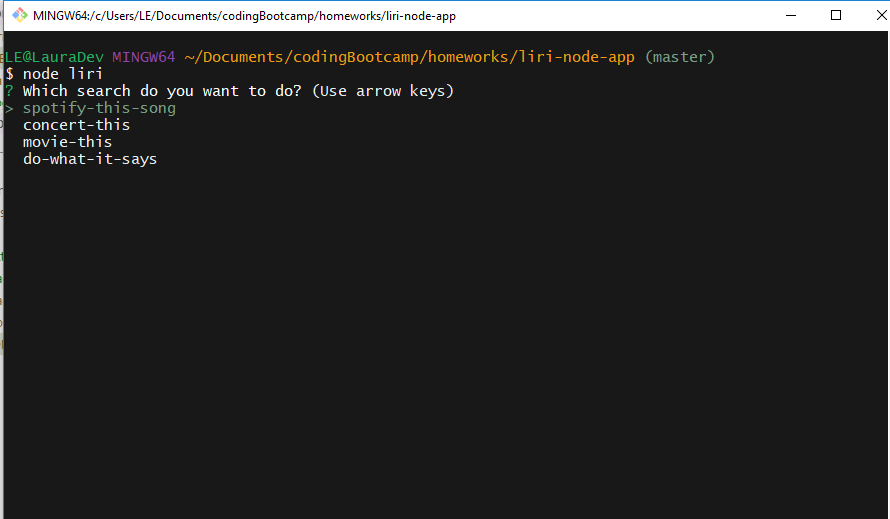 MINGW64:/c/Users/LE/Documents/codingBootcamp/homeworks/liri-node-app
LE@LauraDev MINGW64 ~/Documents/codingBootcamp/homeworks/liri-node-app (master)
$ node liri
? Which search do you want to do? (Use arrow keys)
> spotify-this-song
concert-this
movie-this
do-what-it-says